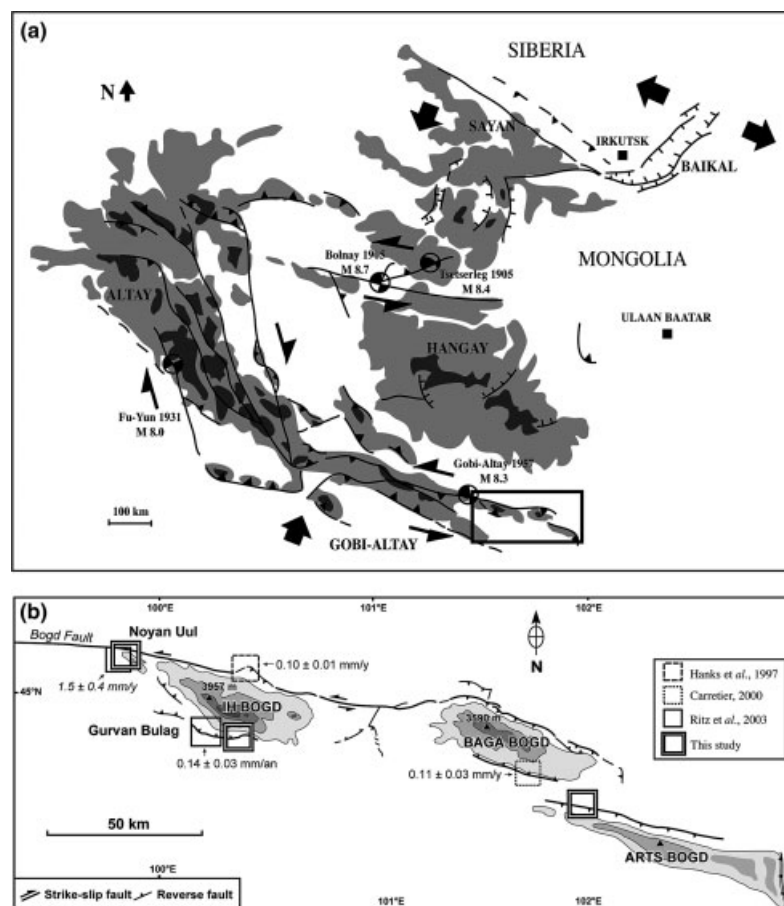 (a)
SIBERIA
N
SAYAN
IRKUTSK
BAIKAL
Bolnay 1905
M 8.7
Tsetserleg 1905
M 8.4
MONGOLIA
ALTAY
ULAAN BAATAR
HANGAY
Fu-Yun 1931
M 8.0
Gobi-Altay 1957
M 8.3
100 km
GOBI-ALTAY
(b)
100°E
101°E
102°E
Bogd Fault
Noyan Uul
0.10 ± 0.01 mm/y
N
Hanks et al., 1997
Carretier, 2000
Ritz et al., 2003
This study
1.5 ± 0.4 mm/y
45°N
3957 m
IH BOGD
3590 m
BAGA BOGD
Gurvan Bulag
0.14 ± 0.03 mm/an
0.11 ± 0.03 mm/y
50 km
ARTS BOGD
100°E
101°E
102°E
Strike-slip fault
Reverse fault